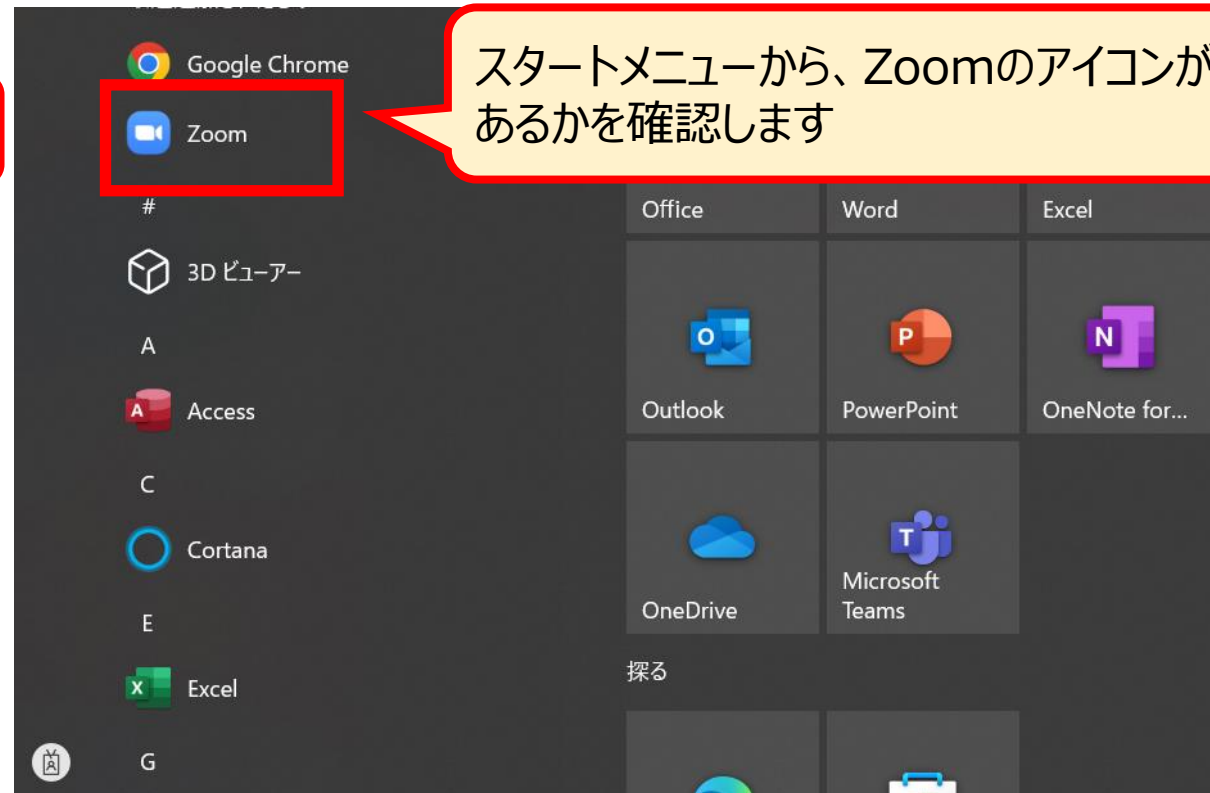 Google Chrome
スタートメニューから、Zoomのアイコンが
あるかを確認します
Zoom
#
3D ビューアー
A
Access
C
Cortana
E
Excel
G
Office
Word
Excel
Outlook
PowerPoint
OneNote for...
OneDrive
Microsoft
Teams
探る